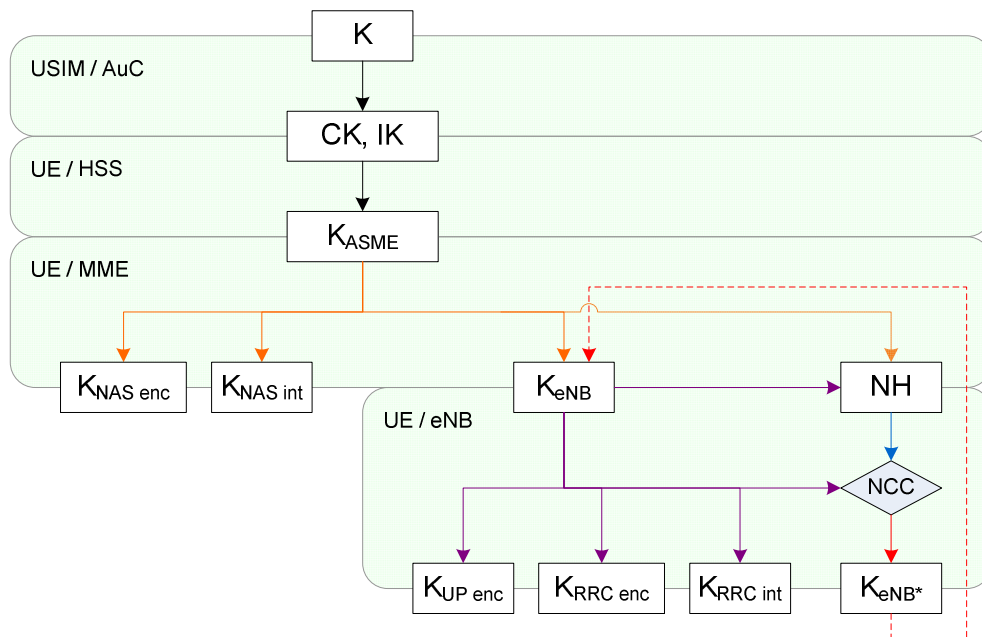 K
USIM / AuC
CK, IK
UE / HSS
KASME
UE / MME
KNAS enc
KNAS int
KeNB
NH
UE / eNB
NCC
KUP enc
KRRC enc
KRRC int
KeNB*